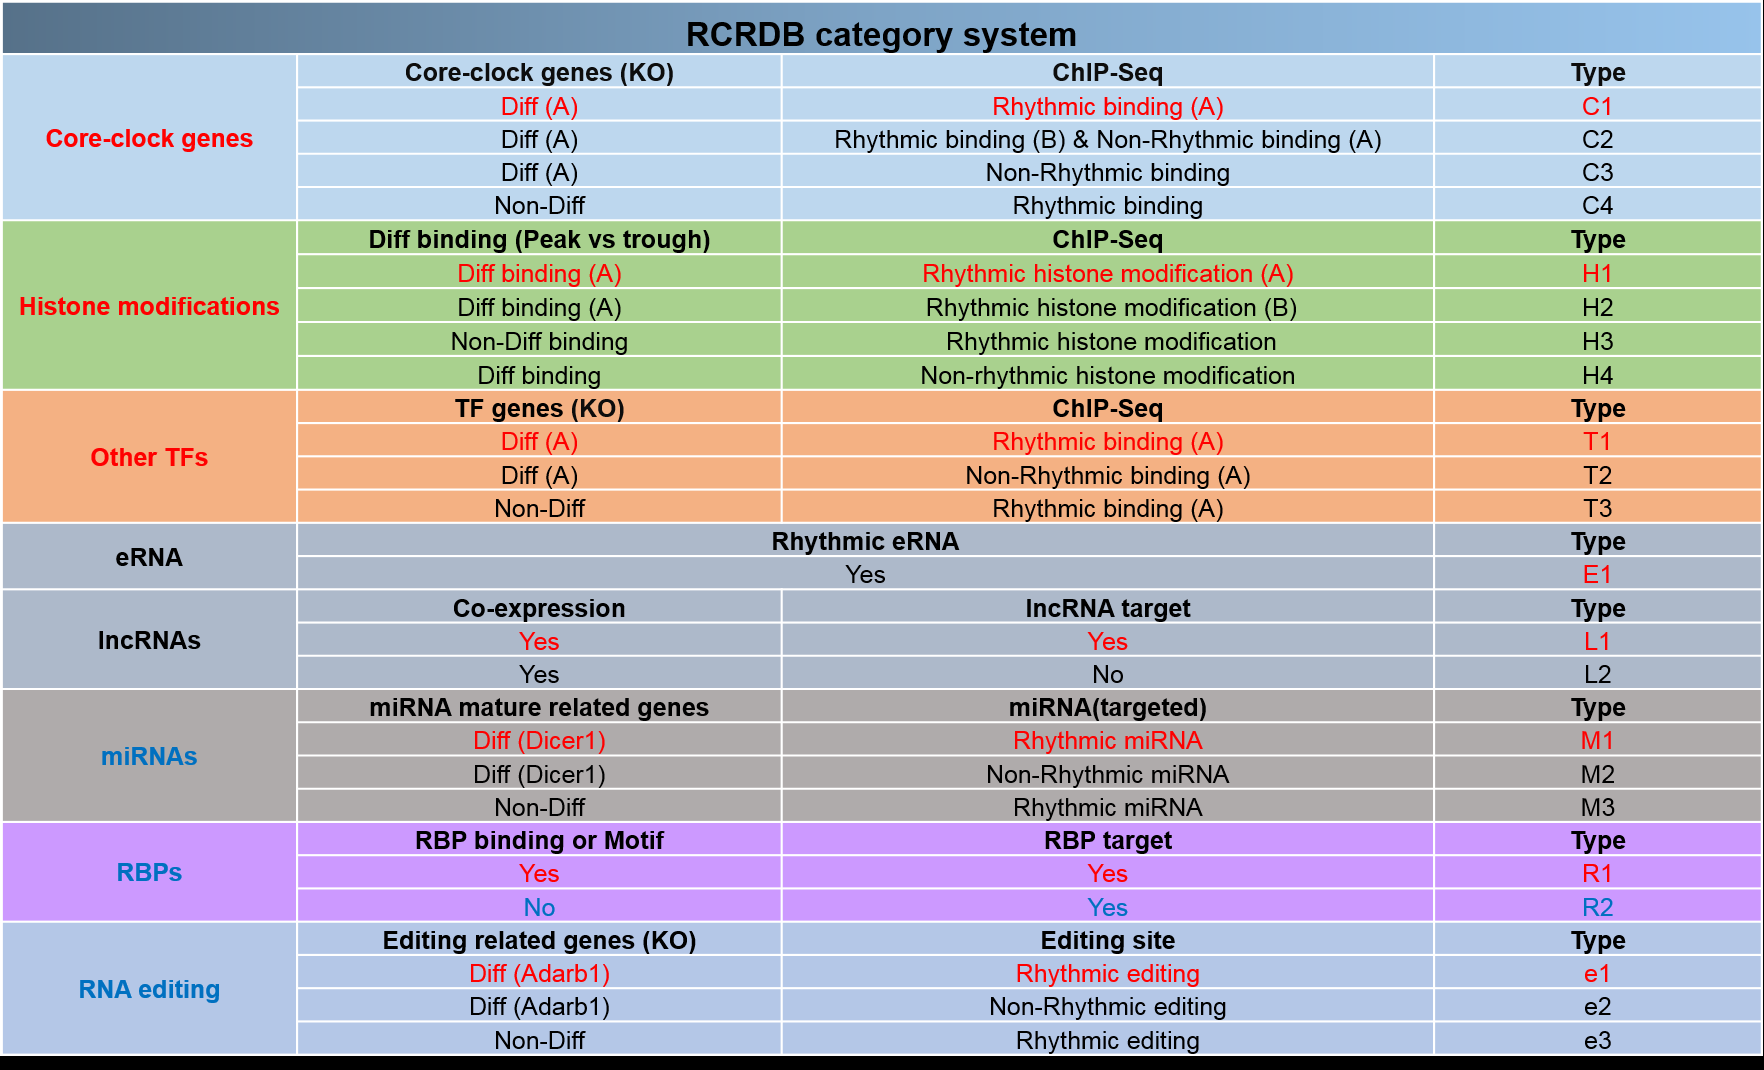 RCRDB category system
Core-clock genes
Core-clock genes (KO) ChIP-Seq Type
Diff (A) Rhythmic binding (A) C1
Diff (A) Rhythmic binding (B) & Non-Rhythmic binding (A) C2
Diff (A) Non-Rhythmic binding C3
Non-Diff Rhythmic binding C4
Histone modifications
Diff binding (Peak vs trough) ChIP-Seq Type
Diff binding (A) Rhythmic histone modification (A) H1
Diff binding (A) Rhythmic histone modification (B) H2
Non-Diff binding Rhythmic histone modification H3
Diff binding Non-rhythmic histone modification H4
Other TFs
TF genes (KO) ChIP-Seq Type
Diff (A) Rhythmic binding (A) T1
Diff (A) Non-Rhythmic binding (A) T2
Non-Diff Rhythmic binding (A) T3
eRNA
Rhythmic eRNA Type
Yes E1
lncRNAs
Co-expression lncRNA target Type
Yes Yes L1
Yes No L2
miRNAs
miRNA mature related genes miRNA(targeted) Type
Diff (Dicer1) Rhythmic miRNA M1
Diff (Dicer1) Non-Rhythmic miRNA M2
Non-Diff Rhythmic miRNA M3
RBPs
RBP binding or Motif RBP target Type
Yes Yes R1
No Yes R2
RNA editing
Editing related genes (KO) Editing site Type
Diff (Adarb1) Rhythmic editing e1
Diff (Adarb1) Non-Rhythmic editing e2
Non-Diff Rhythmic editing e3